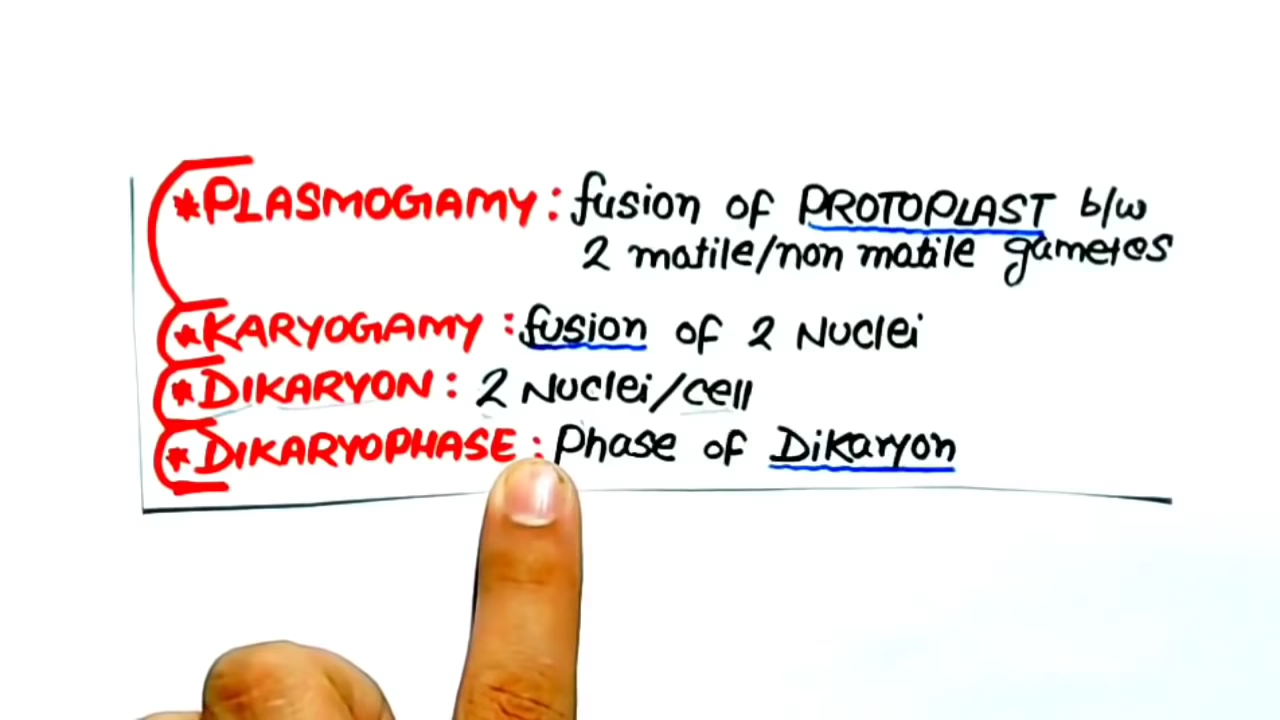 *PLASMOGAMY: fusion of PROTOPLAST b/w
2 motile/non motile gametes
*KARYOGAMY: fusion of 2 Nuclei
*DIKARYON: 2 Nuclei/cell
*DIKARYOPHASE: Phase of Dikaryon